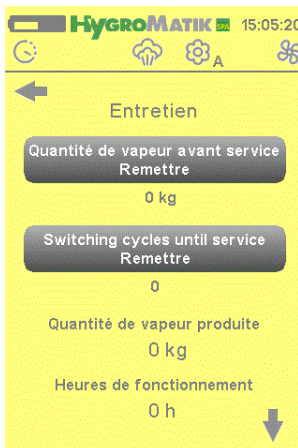 HYGROMATIK SPA 15:05:20
A
Entretien
Quantité de vapeur avant service
Remettre
0 kg
Switching cycles until service
Remettre
0
Quantité de vapeur produite
0 kg
Heures de fonctionnement
0 h